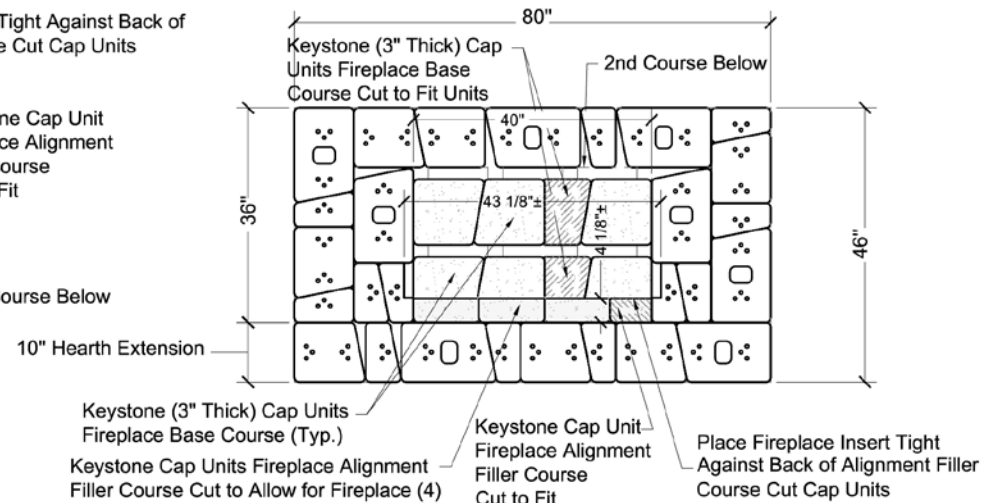 Tight Against Back of
Cut Cap Units
Cap Unit
Alignment
Fit
Below
80"
Keystone (3" Thick) Cap
Units Fireplace Base
Course Cut to Fit Units
2nd Course Below
40"
43 1/8"±
4 1/8"±
36"
46"
10" Hearth Extension
Keystone (3" Thick) Cap Units
Fireplace Base Course (Typ.)
Keystone Cap Units Fireplace Alignment
Filler Course Cut to Allow for Fireplace (4)
Keystone Cap Unit
Fireplace Alignment
Filler Course
Cut to Fit
Place Fireplace Insert Tight
Against Back of Alignment Filler
Course Cut Cap Units